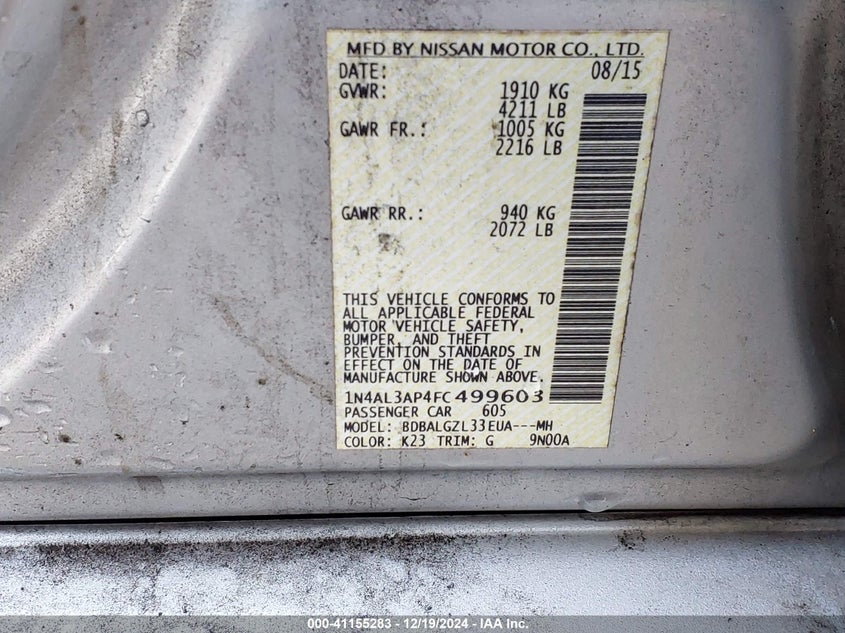 MFD BY NISSAN MOTOR CO., LTD.
DATE: 08/15
GVWR: 1910 KG
4211 LB
GAWR FR.: 1005 KG
2216 LB
GAWR RR.: 940 KG
2072 LB
THIS VEHICLE CONFORMS TO
ALL APPLICABLE FEDERAL
MOTOR VEHICLE SAFETY,
BUMPER, AND THEFT
PREVENTION STANDARDS IN
EFFECT ON THE DATE OF
MANUFACTURE SHOWN ABOVE.
1N4AL3AP4FC499603
PASSENGER CAR 605
MODEL: BDBALGZL33EUA---MH
COLOR: K23 TRIM: G 9N00A
000-41155283 - 12/19/2024 - IAA Inc.